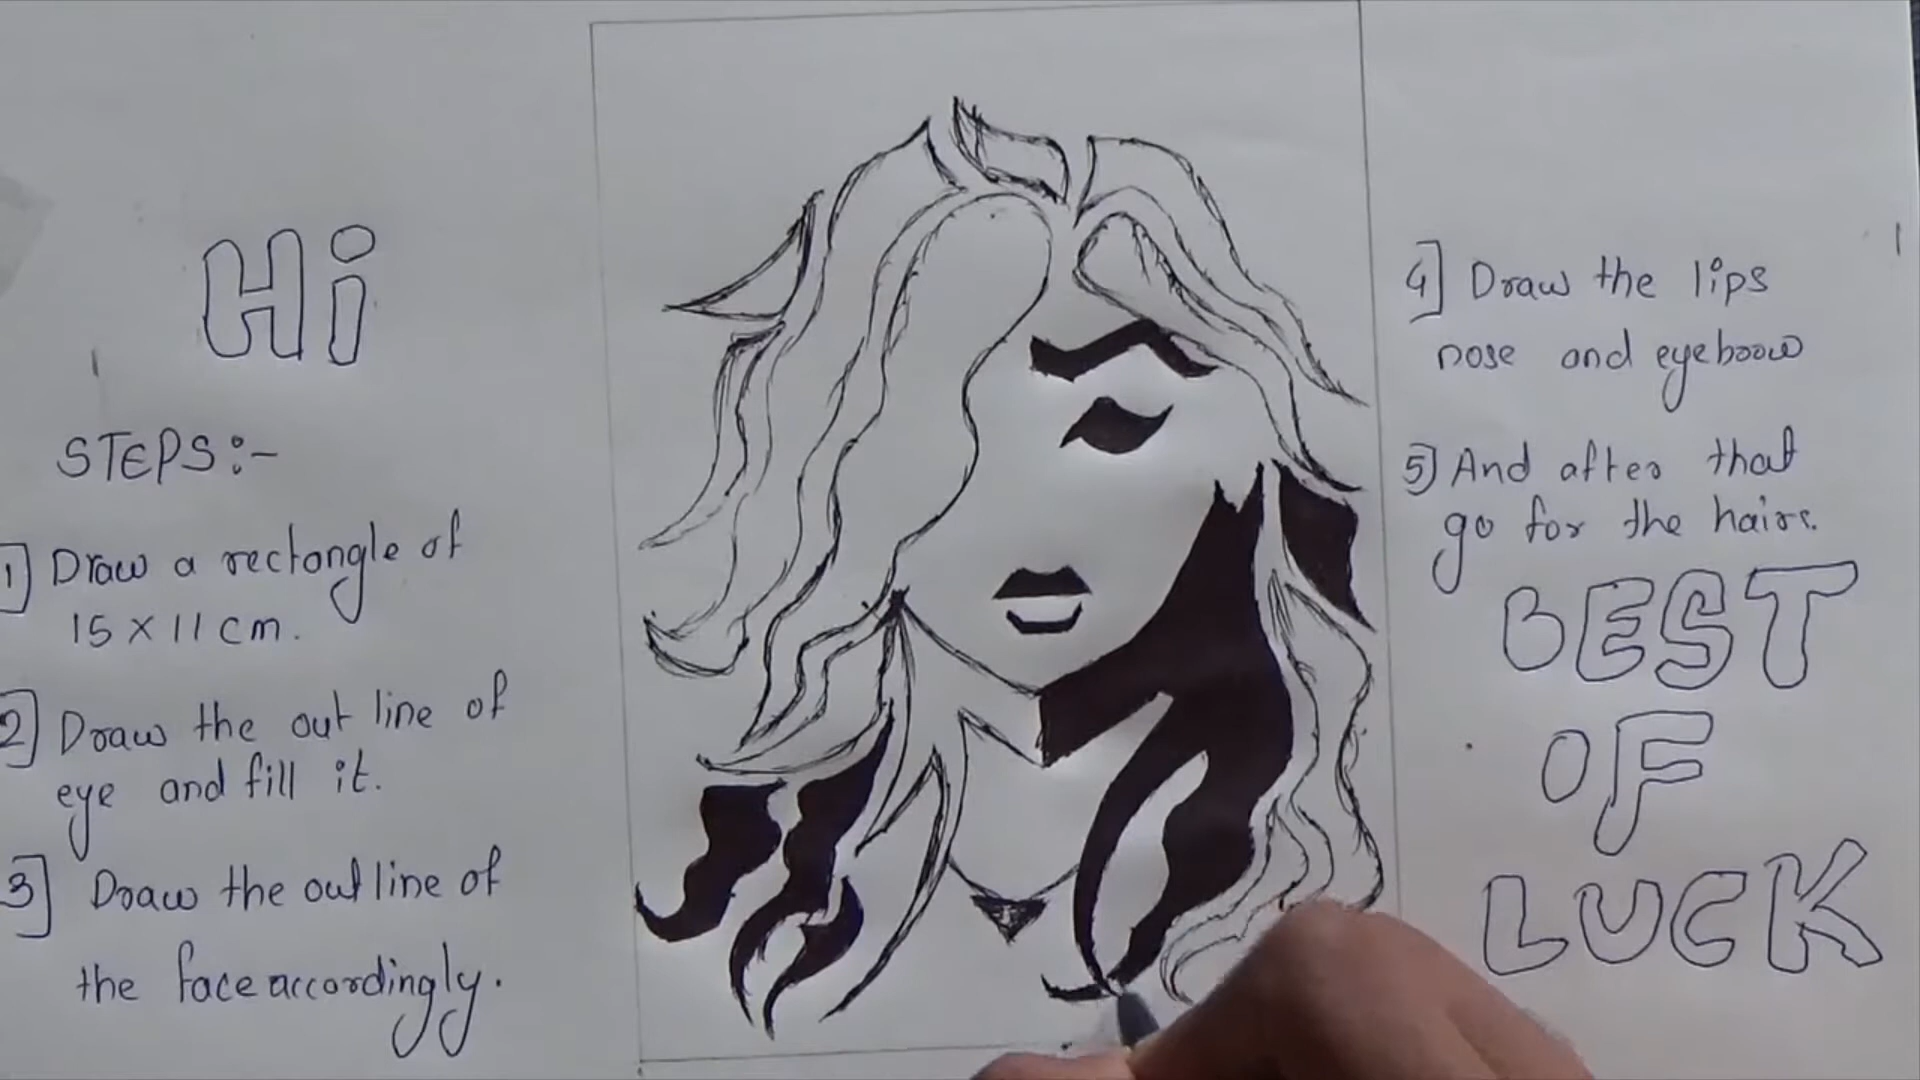 Hi
STEPS:-
1] Draw a rectangle of
15 x 11 cm.
2] Draw the out line of
eye and fill it.
3] Draw the out line of
the face accordingly.
4] Draw the lips
nose and eyeboow
5] And after that
go for the hairs.
BEST
OF
LUCK